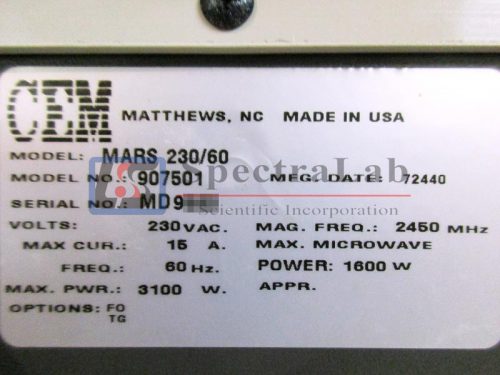 CEM MATTHEWS, NC MADE IN USA
MODEL: MARS 230/60
MODEL NO.: 907501 MFG. DATE: 72440
SpectraLab
SERIAL NO.: MD9
Scientific Incorporation
VOLTS: 230 VAC. MAG. FREQ.: 2450 MHz
MAX CUR.: 15 A. MAX. MICROWAVE
FREQ.: 60 Hz. POWER: 1600 W
MAX. PWR.: 3100 W. APPR.
OPTIONS: FO
TG